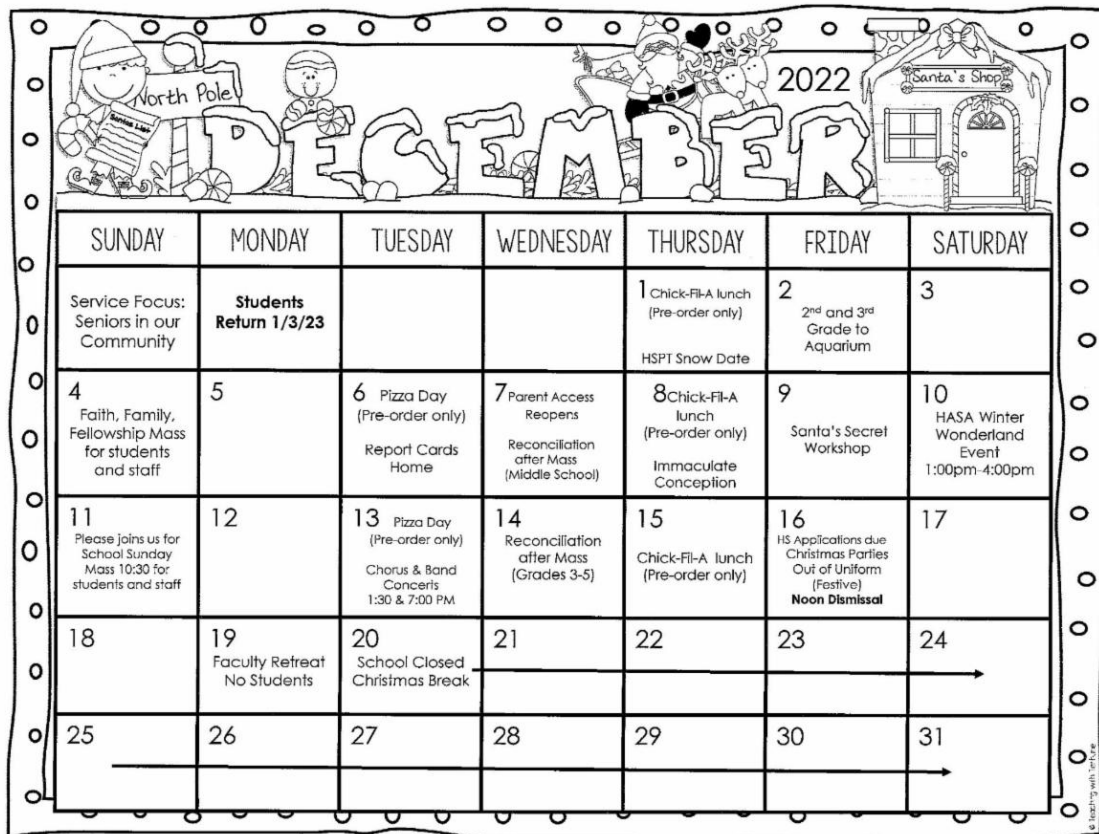 Service List
North Pole
DECEMBER
2022
Santa's Shop
SUNDAY
MONDAY
TUESDAY
WEDNESDAY
THURSDAY
FRIDAY
SATURDAY
Service Focus:
Seniors in our
Community
Students
Return 1/3/23
1 Chick-Fil-A lunch
(Pre-order only)
HSPT Snow Date
2
2nd and 3rd
Grade to
Aquarium
3
4
Faith, Family,
Fellowship Mass
for students
and staff
5
6 Pizza Day
(Pre-order only)
Report Cards
Home
7 Parent Access
Reopens
Reconciliation
after Mass
(Middle School)
8 Chick-Fil-A
lunch
(Pre-order only)
Immaculate
Conception
9
Santa's Secret
Workshop
10
HASA Winter
Wonderland
Event
1:00pm-4:00pm
11
Please joins us for
School Sunday
Mass 10:30 for
students and staff
12
13 Pizza Day
(Pre-order only)
Chorus & Band
Concerts
1:30 & 7:00 PM
14
Reconciliation
after Mass
(Grades 3-5)
15
Chick-Fil-A lunch
(Pre-order only)
16
HS Applications due
Christmas Parties
Out of Uniform
(Festive)
Noon Dismissal
17
18
19
Faculty Retreat
No Students
20
School Closed
Christmas Break
21
22
23
24
25
26
27
28
29
30
31